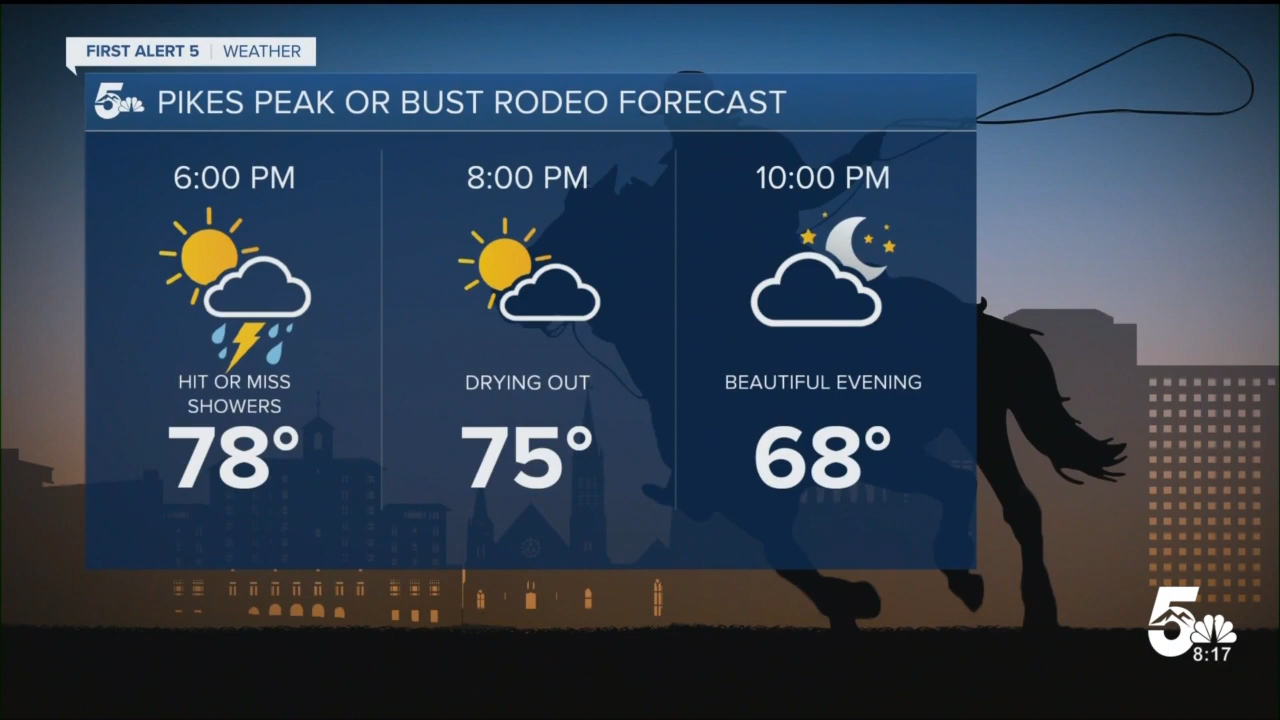 FIRST ALERT 5 | WEATHER
5 PIKES PEAK OR BUST RODEO FORECAST
6:00 PM
HIT OR MISS
SHOWERS
78°
8:00 PM
DRYING OUT
75°
10:00 PM
BEAUTIFUL EVENING
68°
5
8:17